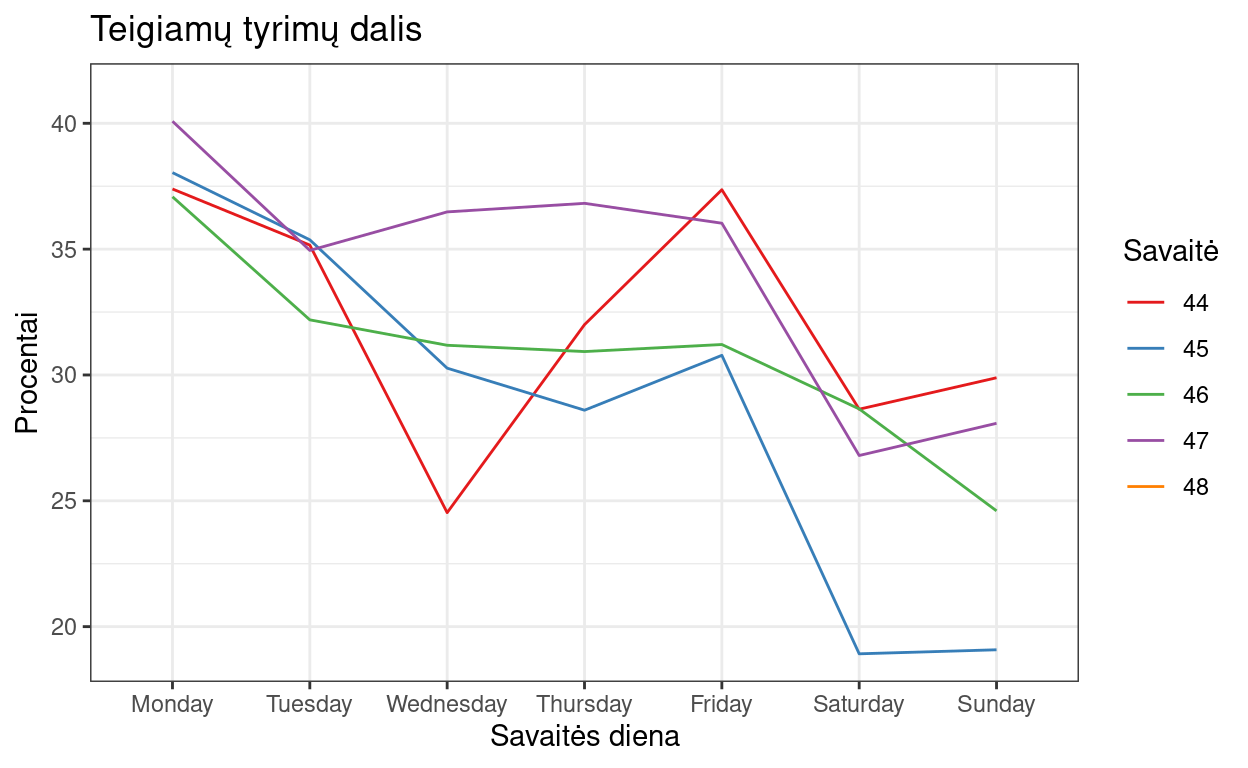 Teigiamų tyrimų dalis
Procentai
40
35
30
25
20
Monday Tuesday Wednesday Thursday Friday Saturday Sunday
Savaitės diena
Savaitė
44
45
46
47
48